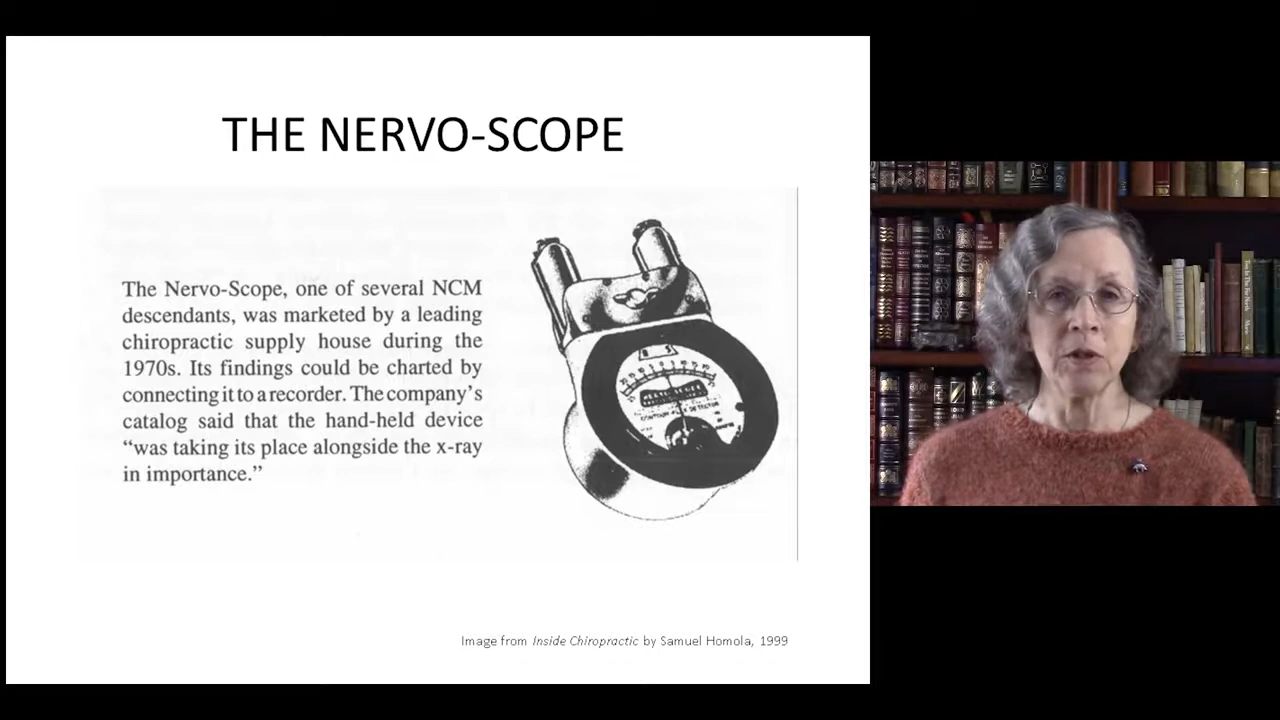 THE NERVO-SCOPE
The Nervo-Scope, one of several NCM
descendants, was marketed by a leading
chiropractic supply house during the
1970s. Its findings could be charted by
connecting it to a recorder. The company's
catalog said that the hand-held device
“was taking its place alongside the x-ray
in importance.”
Image from Inside Chiropractic by Samuel Homola, 1999